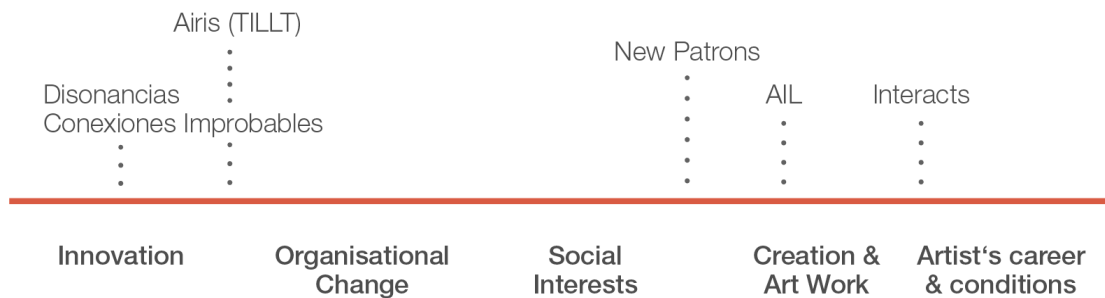 Airis (TILLT)
New Patrons
Disonancias
Conexiones Improbables
AIL
Interacts
Innovation
Organisational
Change
Social
Interests
Creation &
Art Work
Artist‘s career
& conditions